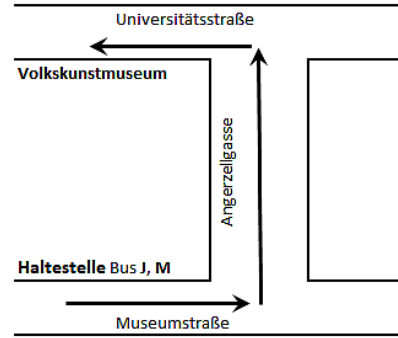 Universitätsstraße
Volkskunstmuseum
Angerzellgasse
Haltestelle Bus J, M
Museumstraße